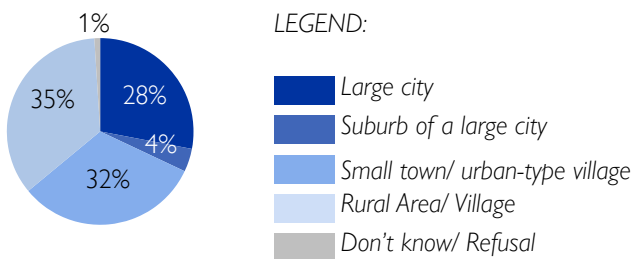 1%
28%
35%
4%
32%
LEGEND:
Large city
Suburb of a large city
Small town/ urban-type village
Rural Area/ Village
Don’t know/ Refusal